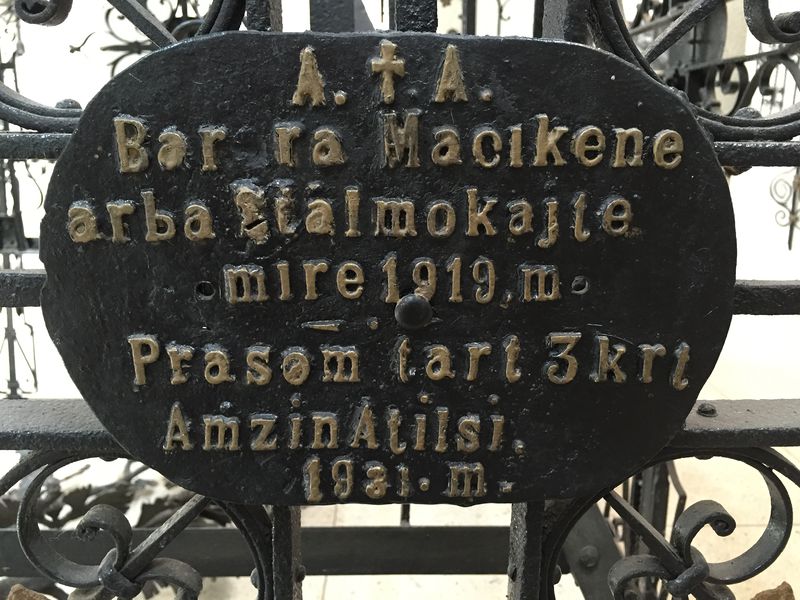 A. † A.
Bar ra Macikene
arba Stalmokajte
mire 1919, m
Prasom tart 3 krt
Amzin Atilsi.
1931. m.